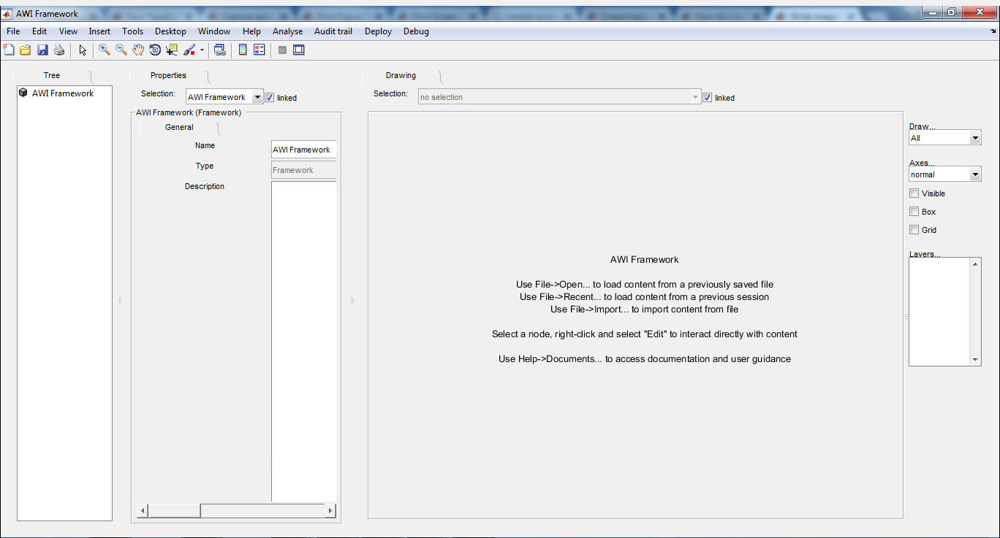 AWI Framework
File Edit View Insert Tools Desktop Window Help Analyse Audit trail Deploy Debug
Tree
AWI Framework
Properties
Selection: AWI Framework linked
AWI Framework (Framework)
General
Name AWI Framework
Type Framework
Description
Drawing
Selection: no selection linked
AWI Framework
Use File->Open... to load content from a previously saved file
Use File->Recent... to load content from a previous session
Use File->Import... to import content from file
Select a node, right-click and select "Edit" to interact directly with content
Use Help->Documents... to access documentation and user guidance
Draw...
All
Axes...
normal
Visible
Box
Grid
Layers...